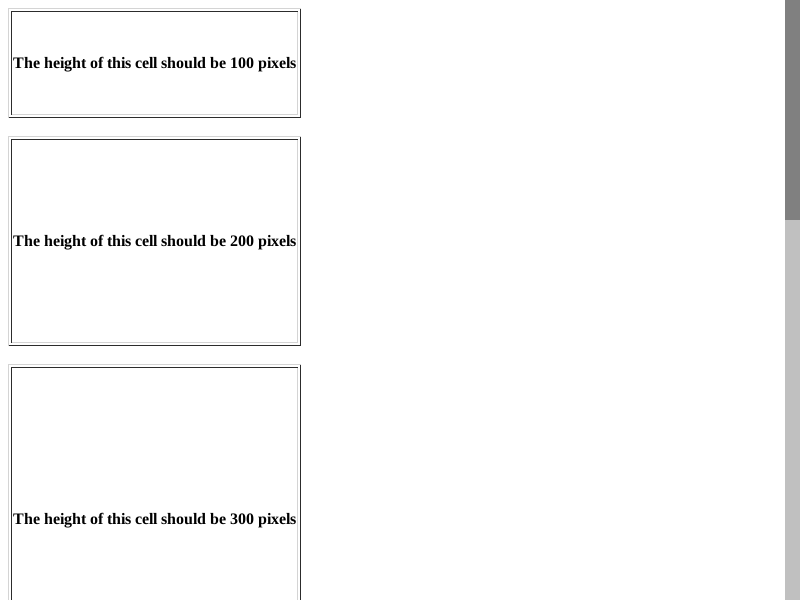 The height of this cell should be 100 pixels
The height of this cell should be 200 pixels
The height of this cell should be 300 pixels